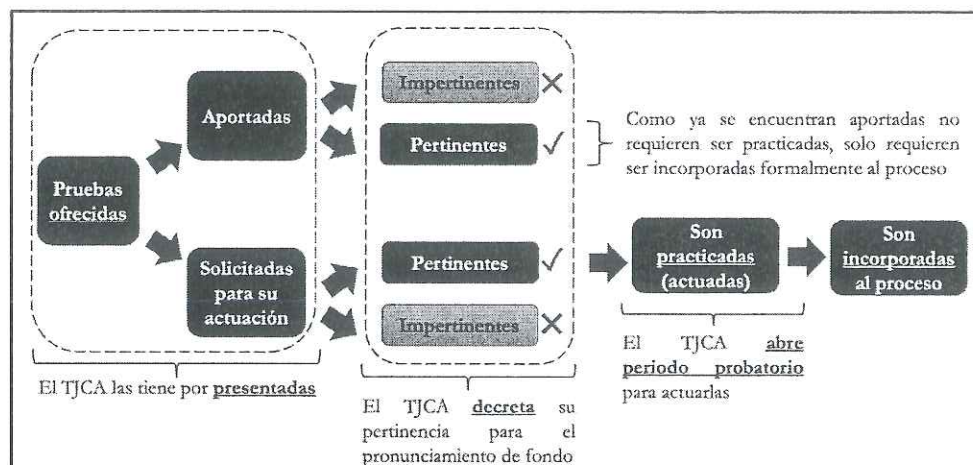 Impertinentes
Aportadas
Pertinentes
Como ya se encuentran aportadas no
requieren ser practicadas, solo requieren
ser incorporadas formalmente al proceso
Pruebas
ofrecidas
Solicitadas
para su
actuación
Pertinentes
Impertinentes
Son
practicadas
(actuadas)
Son
incorporadas
al proceso
El TJCA las tiene por presentadas
El TJCA decreta su
pertinencia para el
pronunciamiento de fondo
El TJCA abre
periodo probatorio
para actuarlas